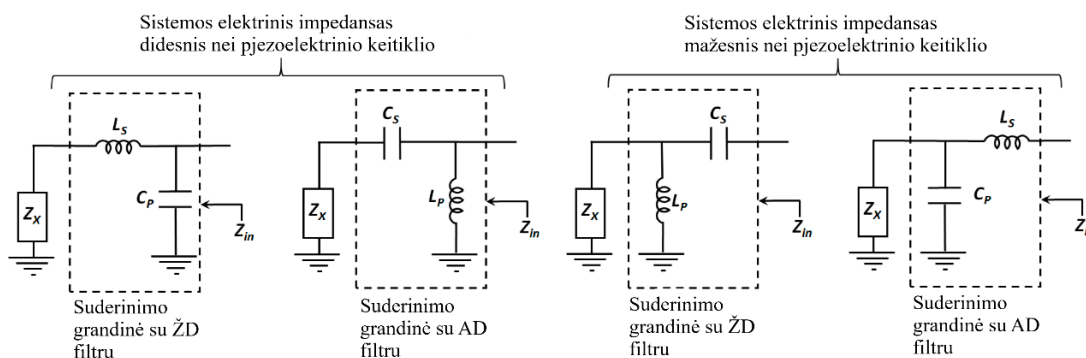 Sistemos elektrinis impedansas
didesnis nei pjezoelektrinio keitiklio
Sistemos elektrinis impedansas
mažesnis nei pjezoelektrinio keitiklio
L_S
C_P
Z_X
Z_in
Suderinimo
grandinė su ŽD
filtru
C_S
L_P
Z_X
Z_in
Suderinimo
grandinė su AD
filtru
C_S
L_P
Z_X
Z_in
Suderinimo
grandinė su ŽD
filtru
L_S
C_P
Z_X
Suderinimo
grandinė su AD
filtru